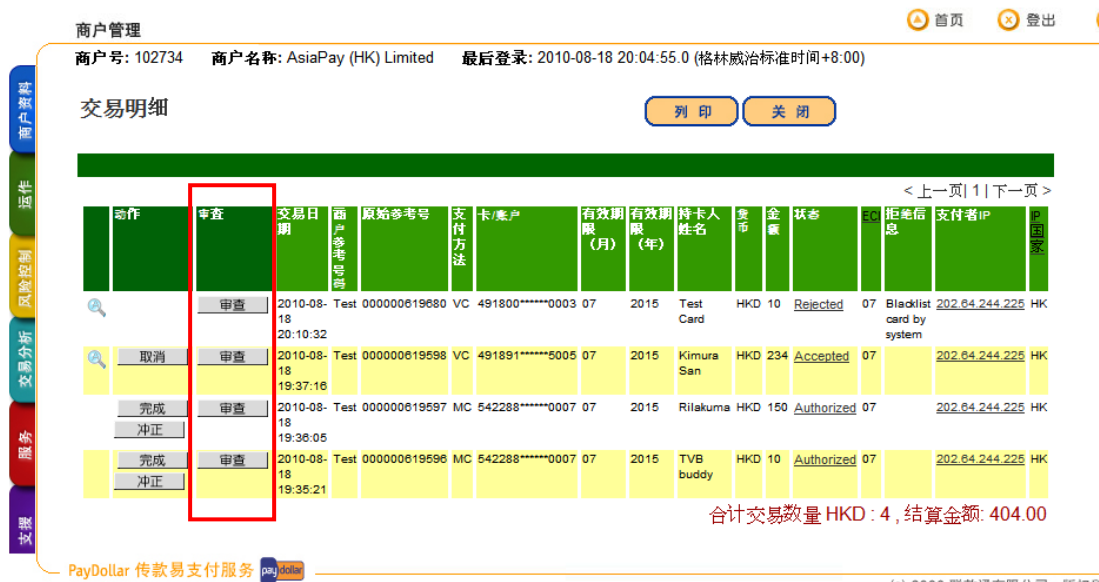 首页 登出
商户管理
商户号: 102734 商户名称: AsiaPay (HK) Limited 最后登录: 2010-08-18 20:04:55.0 (格林威治标准时间+8:00)
商户资料
运作
风险控制
交易分析
服务
支援
交易明细
列印 关闭
<上一页| 1 |下一页>
动作 审查 交易日期 商户参考号码 原始参考号 支付方法 卡/账户 有效期限（月） 有效期限（年） 持卡人姓名 货币 金额 状态 ECI 拒绝信息 支付者IP IP国家
审查 2010-08-18 20:10:32 Test 000000619680 VC 491800******0003 07 2015 Test Card HKD 10 Rejected 07 Blacklist card by system 202.64.244.225 HK
取消 审查 2010-08-18 19:37:16 Test 000000619598 VC 491891******5005 07 2015 Kimura San HKD 234 Accepted 07 202.64.244.225 HK
完成 冲正 审查 2010-08-18 19:36:05 Test 000000619597 MC 542288******0007 07 2015 Rilakuma HKD 150 Authorized 07 202.64.244.225 HK
完成 冲正 审查 2010-08-18 19:35:21 Test 000000619596 MC 542288******0007 07 2015 TVB buddy HKD 10 Authorized 07 202.64.244.225 HK
合计交易数量 HKD : 4 , 结算金额: 404.00
PayDollar 传款易支付服务 paydollar